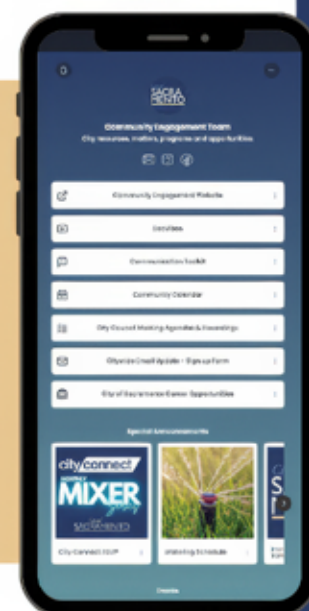 SACRA
MENTO
Community Engagement Team
City resources, matters, programs and opportunities
Community Engagement Website
Communication Toolkit
Community Calendar
City Council Meeting Agendas & Recordings
Citywide Email Update - Sign up Form
City of Sacramento Career Opportunities
Special Announcements
city connect
MONTHLY
MIXER
SACRAMENTO
City Connect RSVP
Watering Schedule